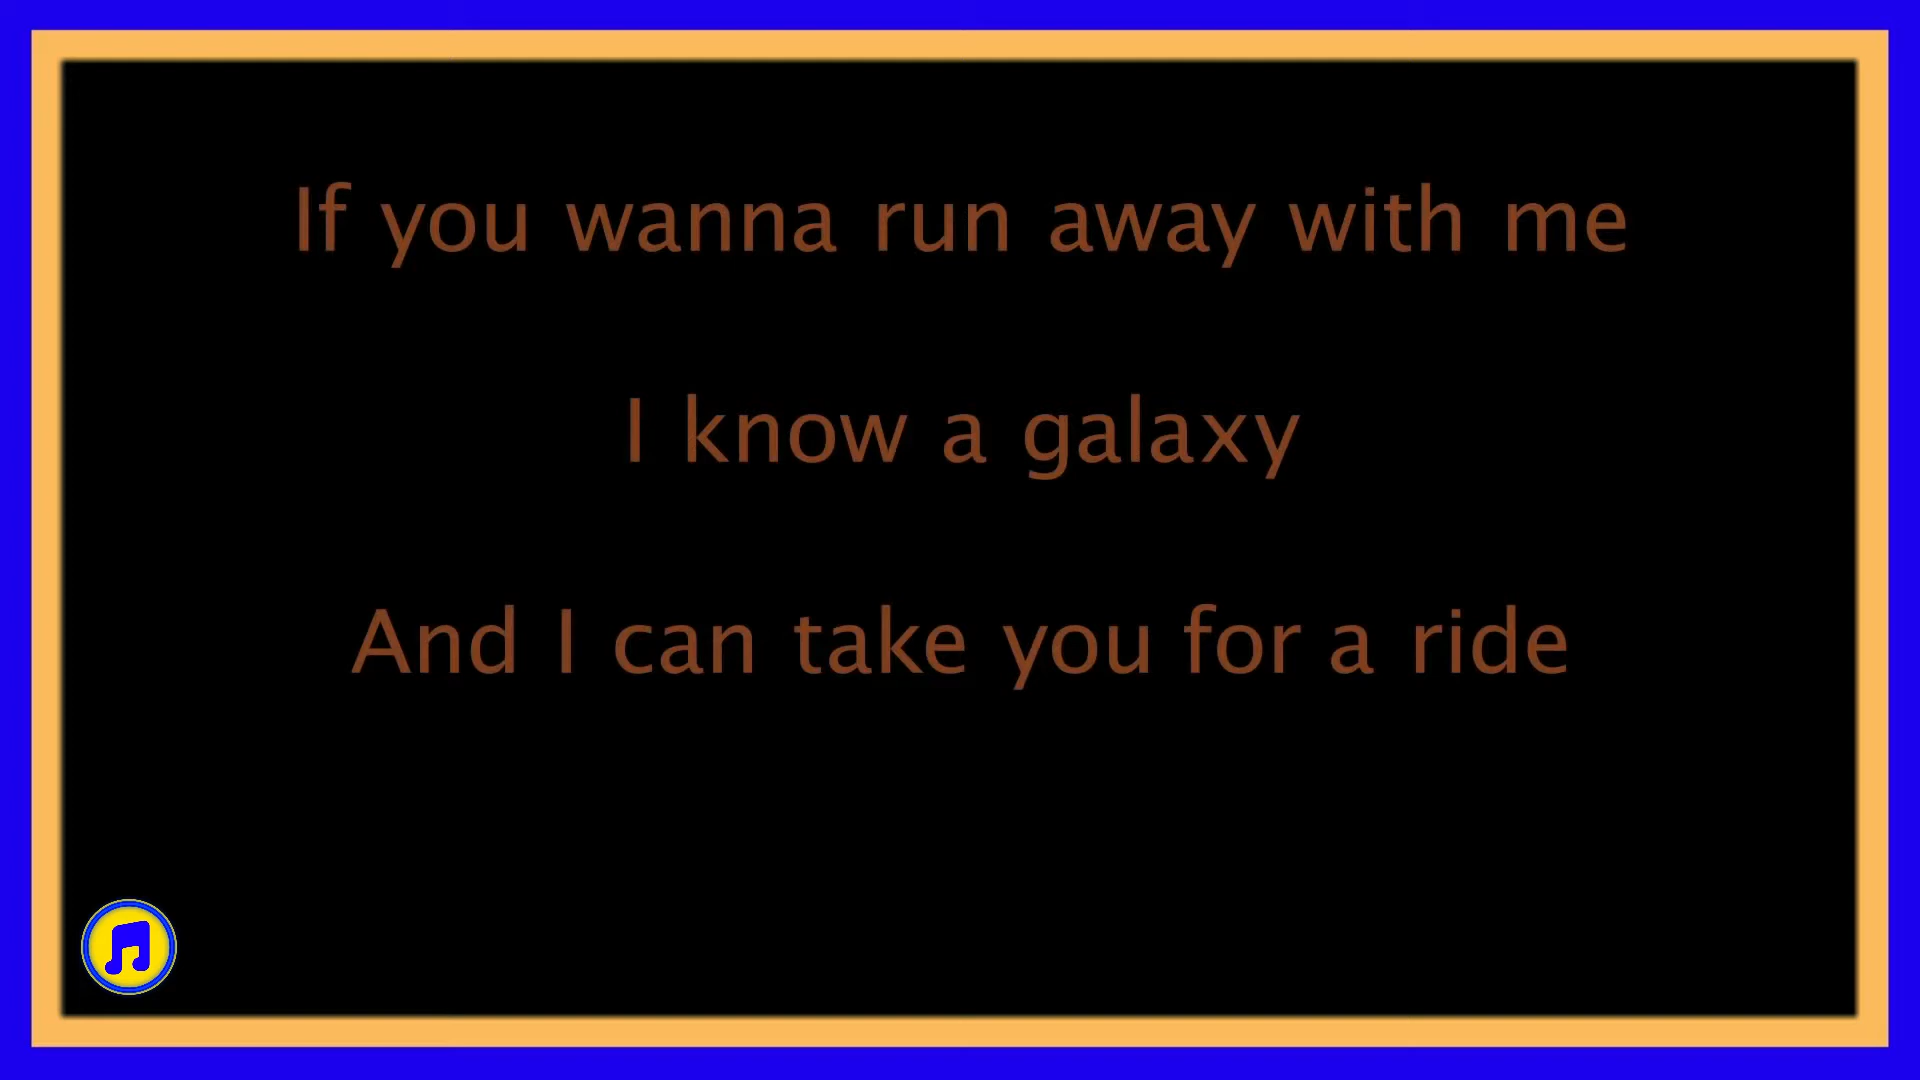 If you wanna run away with me
I know a galaxy
And I can take you for a ride